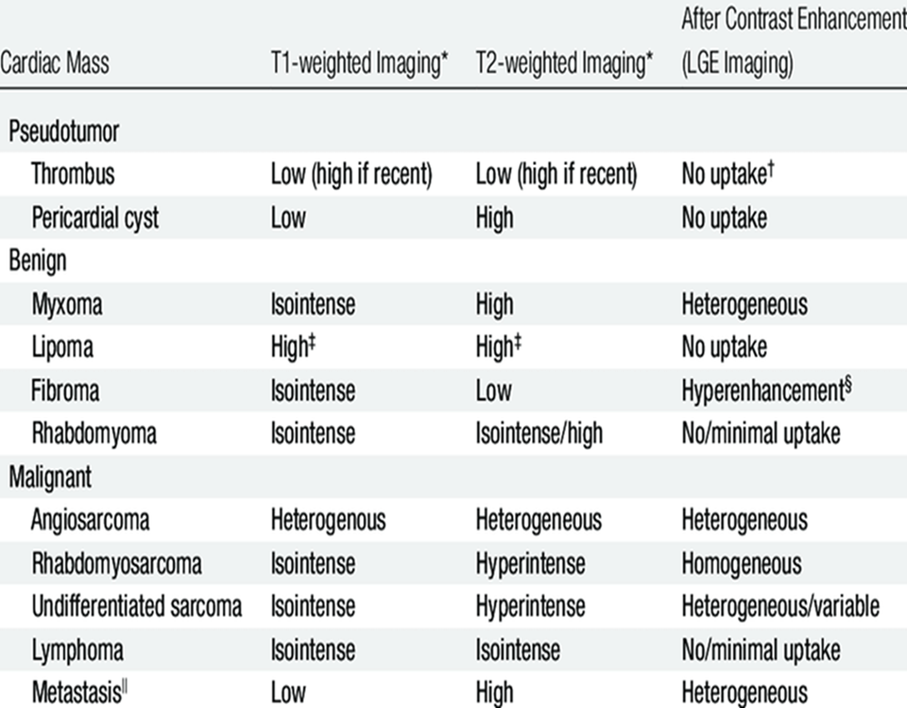 After Contrast Enhancement
Cardiac Mass T1-weighted Imaging* T2-weighted Imaging* (LGE Imaging)
Pseudotumor
Thrombus Low (high if recent) Low (high if recent) No uptake†
Pericardial cyst Low High No uptake
Benign
Myxoma Isointense High Heterogeneous
Lipoma High‡ High‡ No uptake
Fibroma Isointense Low Hyperenhancement§
Rhabdomyoma Isointense Isointense/high No/minimal uptake
Malignant
Angiosarcoma Heterogenous Heterogeneous Heterogeneous
Rhabdomyosarcoma Isointense Hyperintense Homogeneous
Undifferentiated sarcoma Isointense Hyperintense Heterogeneous/variable
Lymphoma Isointense Isointense No/minimal uptake
Metastasis‖ Low High Heterogeneous